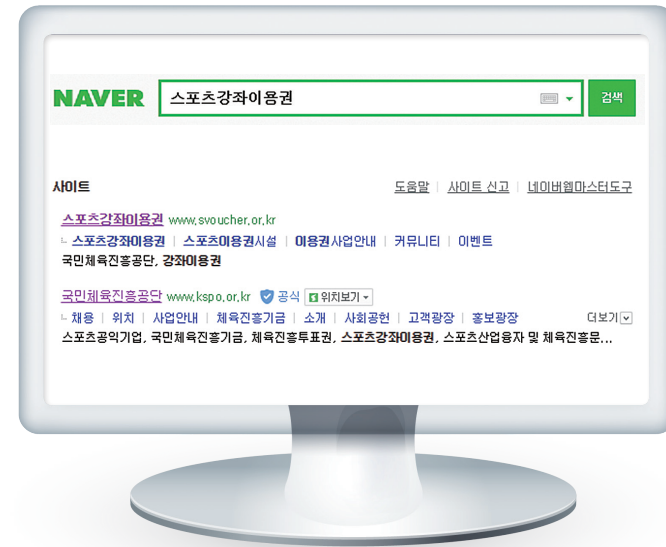 NAVER 스포츠강좌이용권 검색
사이트 도움말 | 사이트 신고 | 네이버웹마스터도구
스포츠강좌이용권 www.svoucher.or.kr
스포츠강좌이용권 | 스포츠이용권시설 | 이용권사업안내 | 커뮤니티 | 이벤트
국민체육진흥공단, 강좌이용권
국민체육진흥공단 www.kspo.or.kr 공식 위치보기
채용 | 위치 | 사업안내 | 체육진흥기금 | 소개 | 사회공헌 | 고객광장 | 홍보광장 더보기
스포츠공익기업, 국민체육진흥기금, 체육진흥투표권, 스포츠강좌이용권, 스포츠산업융자 및 체육진흥문...